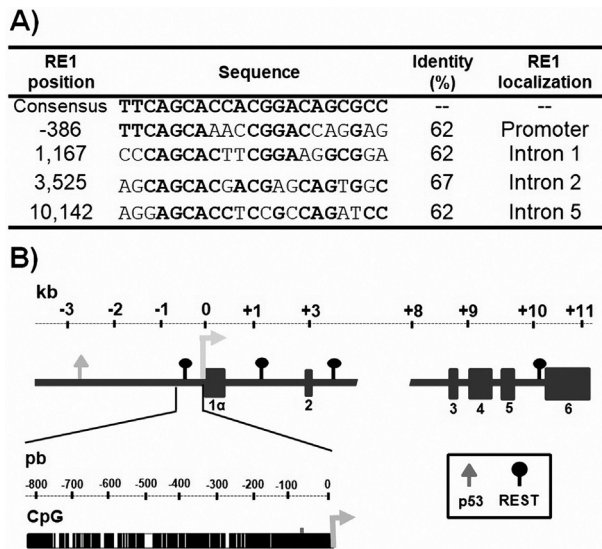 A)
RE1 position Sequence Identity (%) RE1 localization
Consensus TTCAGCACCACGGACAGCGCC -- --
-386 TTCAGCAAACCGGACCAGGAG 62 Promoter
1,167 CCCAGCACTTCGGAAGGCGGA 62 Intron 1
3,525 AGCAGCACGACGAGCAGTGGC 67 Intron 2
10,142 AGGAGCACCTCCGCCAGATCC 62 Intron 5
B)
kb
-3 -2 -1 0 +1 +3 +8 +9 +10 +11
1α 2 3 4 5 6
pb
-800 -700 -600 -500 -400 -300 -200 -100 0
CpG
p53 REST